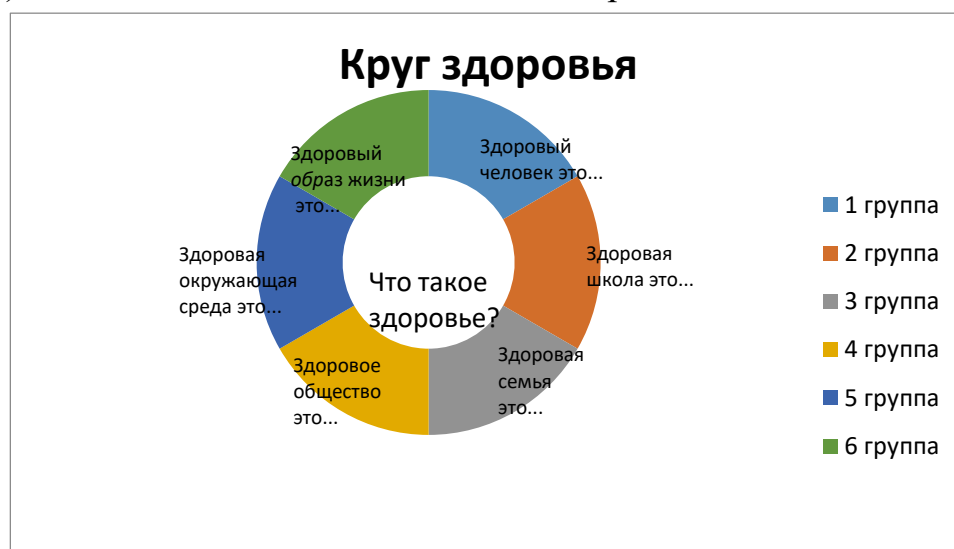 Круг здоровья
Здоровый
человек это...
Здоровая
школа это...
Здоровая
семья
это...
Здоровое
общество
это...
Здоровая
окружающая
среда это...
Здоровый
образ жизни
это...
Что такое
здоровье?
1 группа
2 группа
3 группа
4 группа
5 группа
6 группа